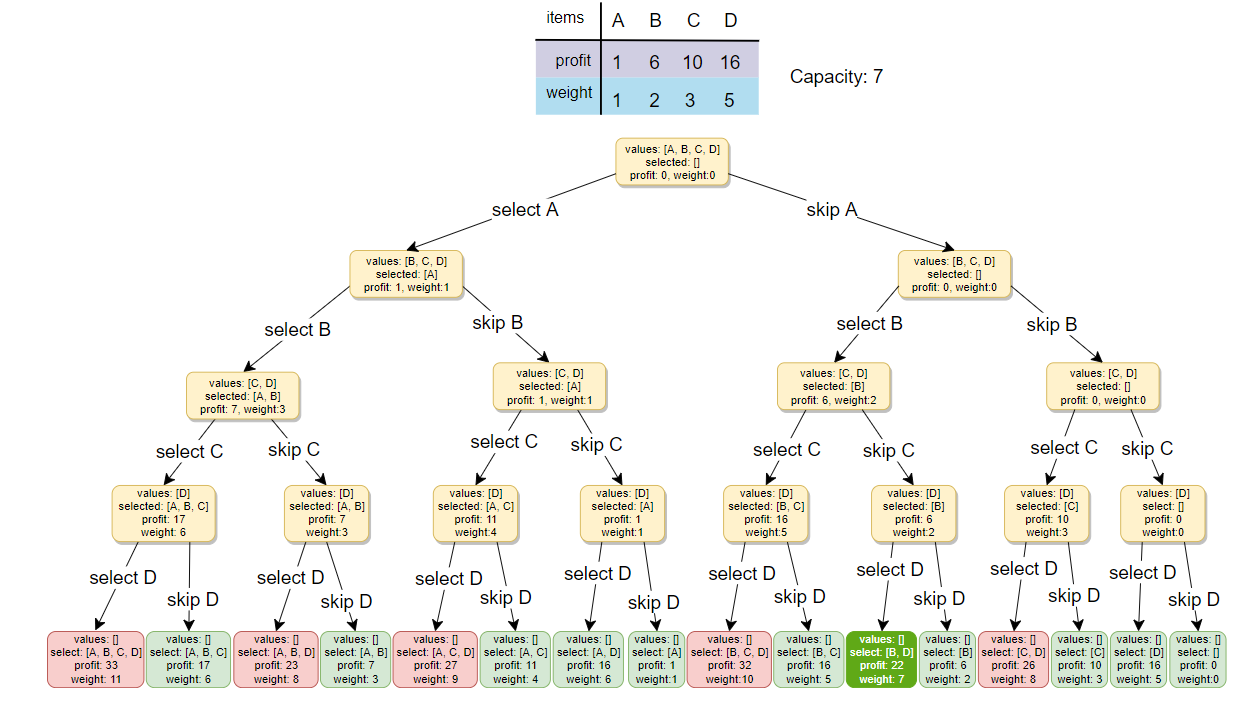 items A B C D
profit 1 6 10 16
weight 1 2 3 5
Capacity: 7
values: [A, B, C, D]
selected: []
profit: 0, weight:0
select A
skip A
values: [B, C, D]
selected: [A]
profit: 1, weight:1
values: [B, C, D]
selected: []
profit: 0, weight:0
select B
skip B
select B
skip B
values: [C, D]
selected: [A, B]
profit: 7, weight:3
values: [C, D]
selected: [A]
profit: 1, weight:1
values: [C, D]
selected: [B]
profit: 6, weight:2
values: [C, D]
selected: []
profit: 0, weight:0
select C
skip C
select C
skip C
select C
skip C
select C
skip C
values: [D]
selected: [A, B, C]
profit: 17
weight: 6
values: [D]
selected: [A, B]
profit: 7
weight:3
values: [D]
selected: [A, C]
profit: 11
weight:4
values: [D]
selected: [A]
profit: 1
weight:1
values: [D]
selected: [B, C]
profit: 16
weight:5
values: [D]
selected: [B]
profit: 6
weight:2
values: [D]
selected: [C]
profit: 10
weight:3
values: [D]
select: []
profit: 0
weight:0
select D
skip D
select D
skip D
select D
skip D
select D
skip D
select D
skip D
select D
skip D
select D
skip D
select D
skip D
values: []
select: [A, B, C, D]
profit: 33
weight: 11
values: []
select: [A, B, C]
profit: 17
weight: 6
values: []
select: [A, B, D]
profit: 23
weight: 8
values: []
select: [A, B]
profit: 7
weight: 3
values: []
select: [A, C, D]
profit: 27
weight: 9
values: []
select: [A, C]
profit: 11
weight: 4
values: []
select: [A, D]
profit: 16
weight: 6
values: []
select: [A]
profit: 1
weight:1
values: []
select: [B, C, D]
profit: 32
weight:10
values: []
select: [B, C]
profit: 16
weight: 5
values: []
select: [B, D]
profit: 22
weight: 7
values: []
select: [B]
profit: 6
weight: 2
values: []
select: [C, D]
profit: 26
weight: 8
values: []
select: [C]
profit: 10
weight: 3
values: []
select: [D]
profit: 16
weight: 5
values: []
select: []
profit: 0
weight:0